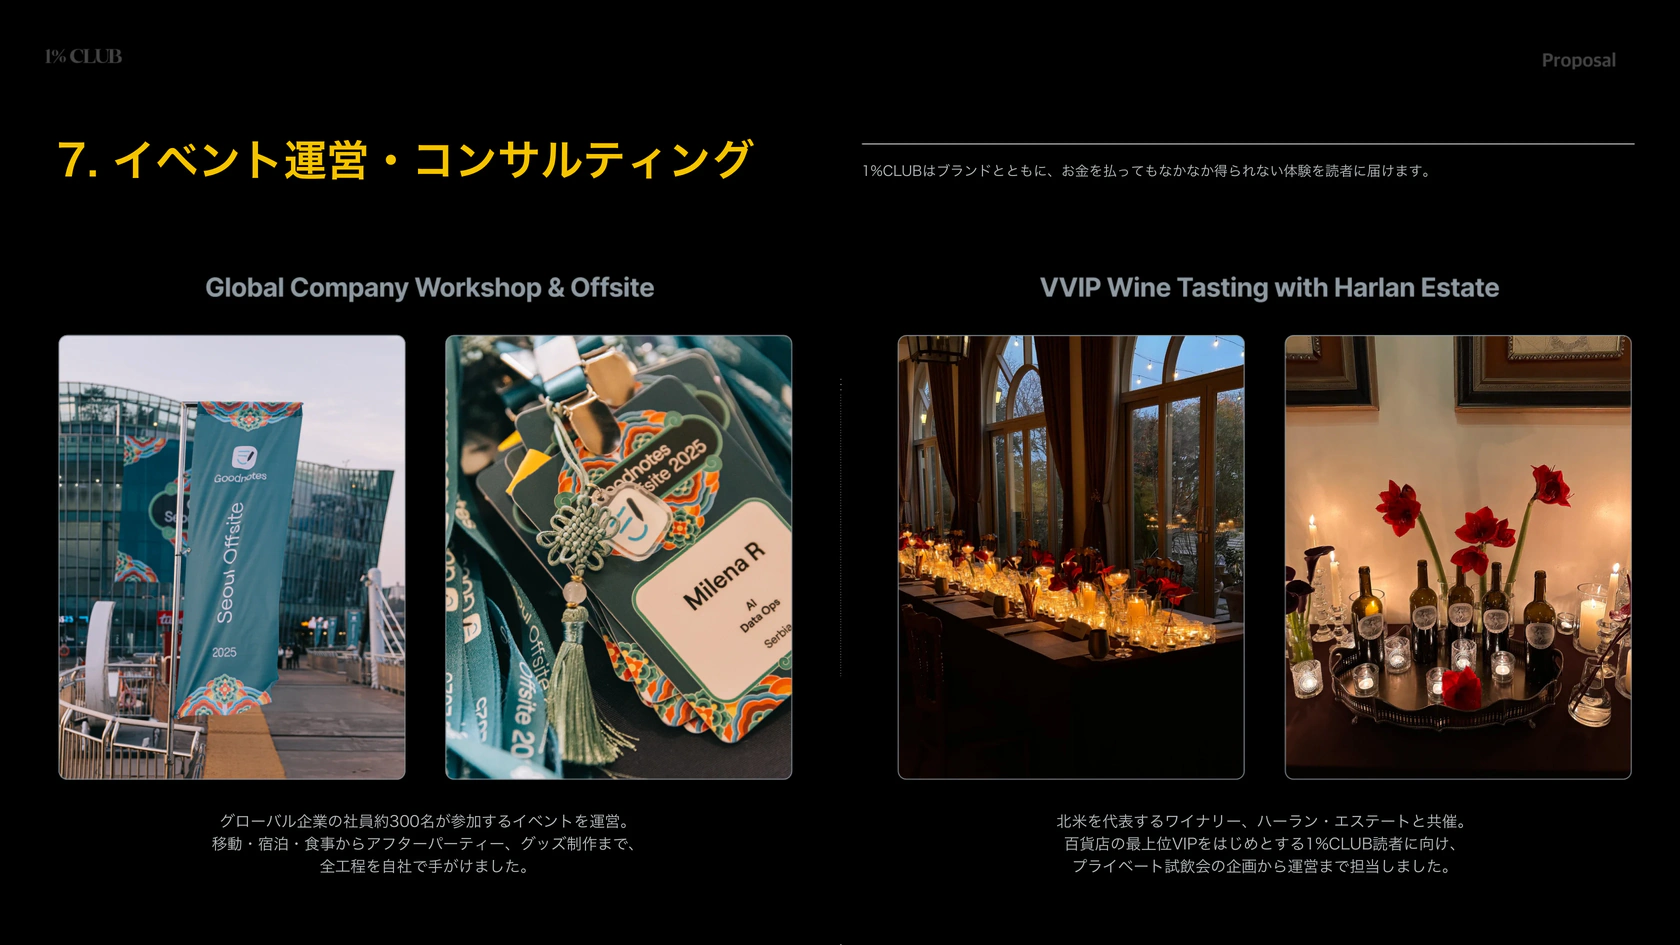 1% CLUB
Proposal
7. イベント運営・コンサルティング
1%CLUBはブランドとともに、お金を払ってもなかなか得られない体験を読者に届けます。
Global Company Workshop & Offsite
Goodnotes
Seoul Offsite
2025
Goodnotes
Offsite 2025
Milena R
AI
Data Ops
Serbia
Seoul Offsite
Offsite 20
グローバル企業の社員約300名が参加するイベントを運営。
移動・宿泊・食事からアフターパーティー、グッズ制作まで、
全工程を自社で手がけました。
VVIP Wine Tasting with Harlan Estate
北米を代表するワイナリー、ハーラン・エステートと共催。
百貨店の最上位VIPをはじめとする1%CLUB読者に向け、
プライベート試飲会の企画から運営まで担当しました。